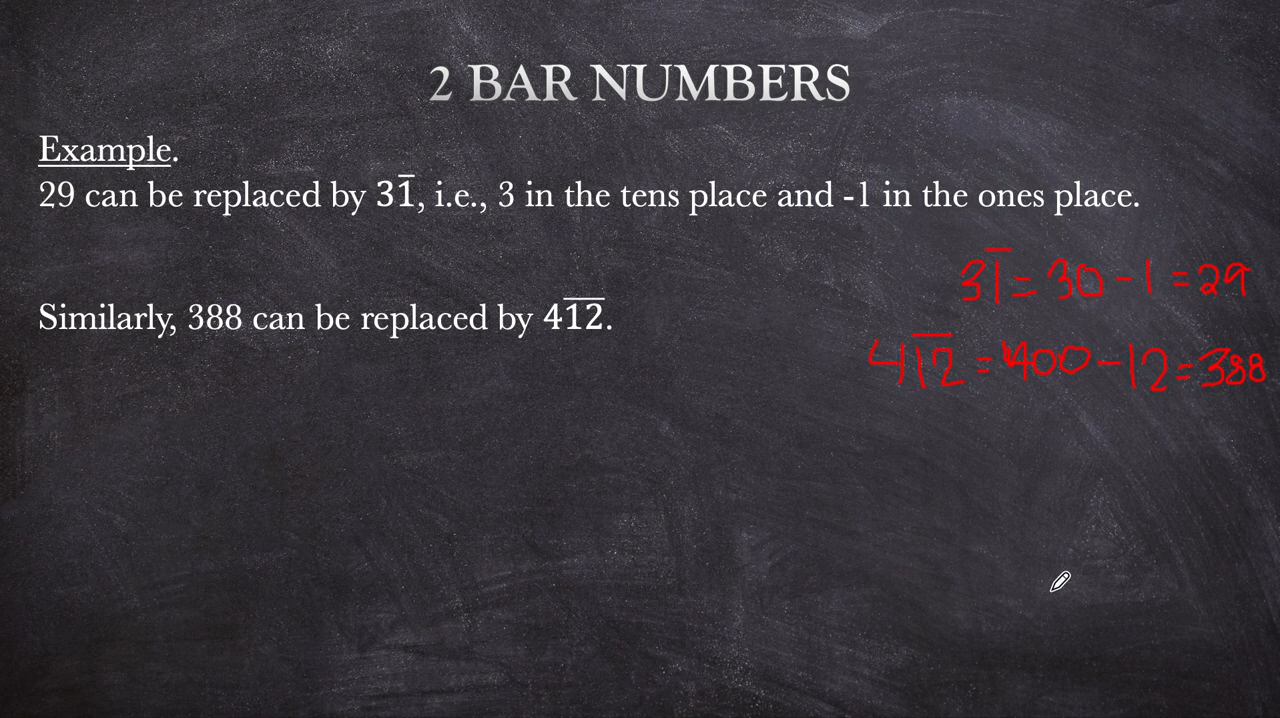 2 BAR NUMBERS
Example.
29 can be replaced by 31̅, i.e., 3 in the tens place and -1 in the ones place.
31̅ = 30 - 1 = 29
Similarly, 388 can be replaced by 41̅2̅.
41̅2̅ = 400 - 12 = 388